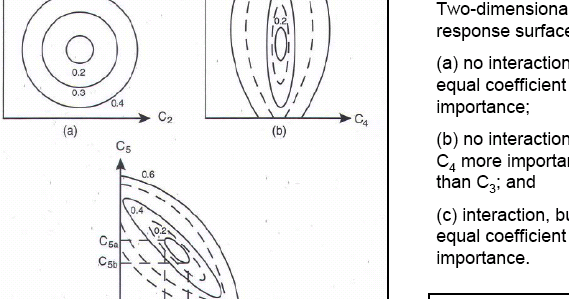 0.2
0.3
0.4
C2
(a)
0.2
C4
(b)
C5
0.6
0.4
0.2
C5a
C5b
Two-dimensiona
response surface
(a) no interaction
equal coefficient
importance;
(b) no interaction
C4 more importa
than C3; and
(c) interaction, bu
equal coefficient
importance.